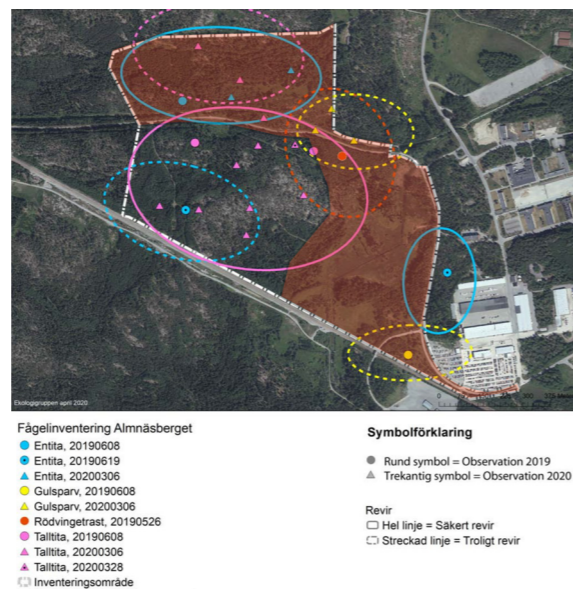 Ekologigruppen april 2020
Fågelinventering Almnäsberget
Entita, 20190608
Entita, 20190619
Entita, 20200306
Gulsparv, 20190608
Gulsparv, 20200306
Rödvingetrast, 20190526
Talltita, 20190608
Talltita, 20200306
Talltita, 20200328
Inventeringsområde
Symbolförklaring
Rund symbol = Observation 2019
Trekantig symbol = Observation 2020
Revir
Hel linje = Säkert revir
Streckad linje = Troligt revir